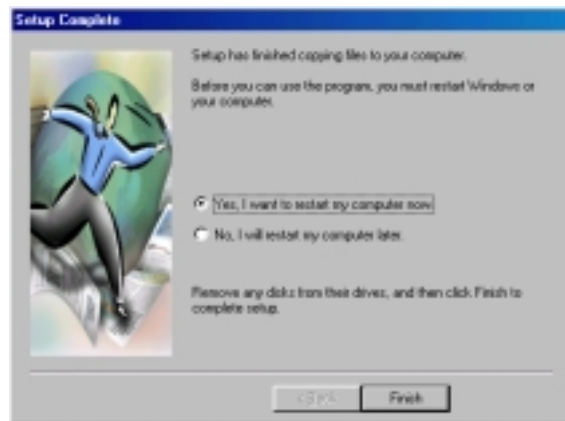 Setup Complete
Setup has finished copying files to your computer.
Before you can use the program, you must restart Windows or
your computer.
Yes, I want to restart my computer now.
No, I will restart my computer later.
Remove any disks from their drives, and then click Finish to
complete setup.
< Back
Finish